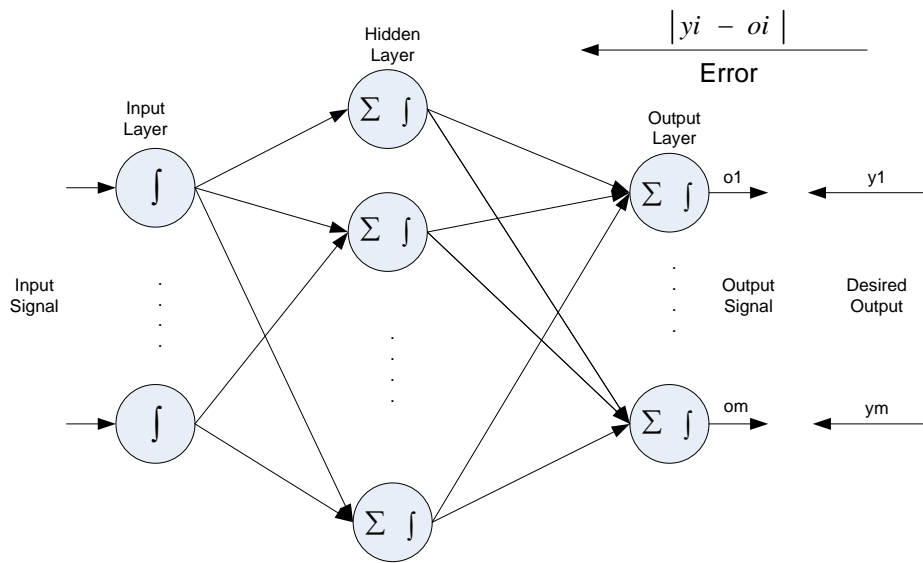 |yi − oi|
Error
Hidden
Layer
Input
Layer
Output
Layer
Σ ∫
∫
Σ ∫
o1
y1
Σ ∫
Input
Signal
Output
Signal
Desired
Output
∫
Σ ∫
om
ym
Σ ∫